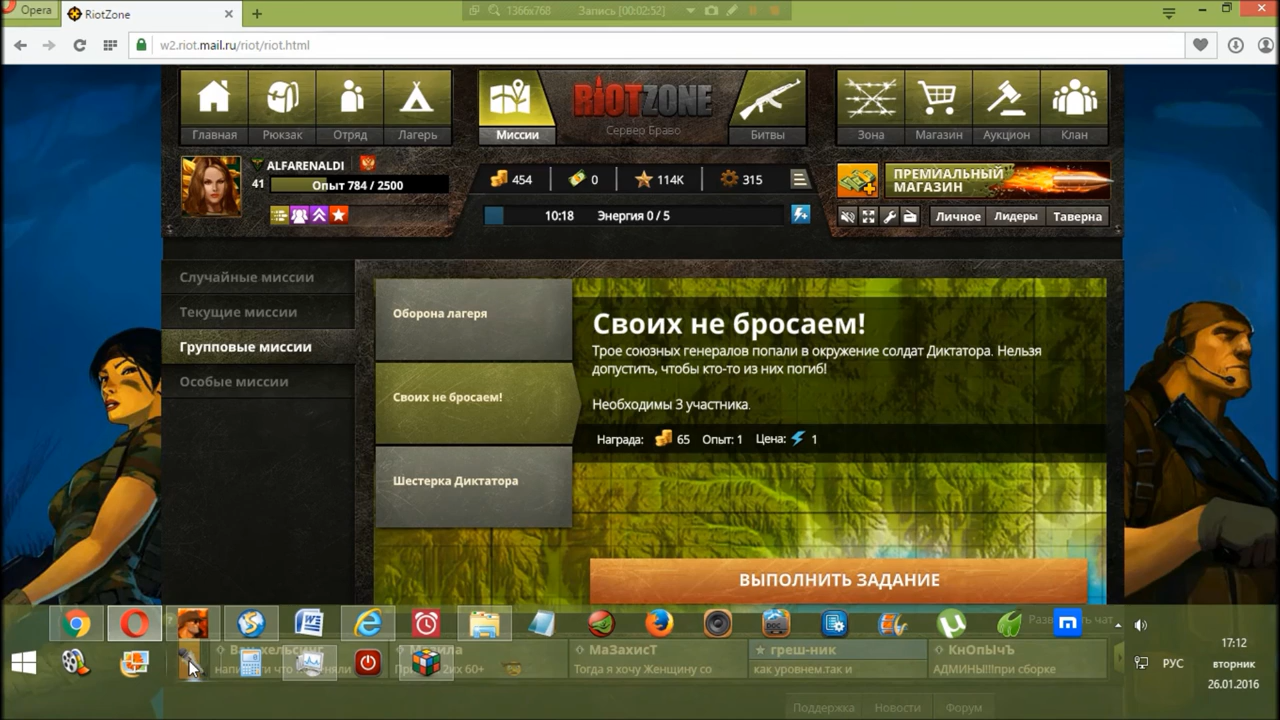 Opera
RiotZone
1366x768 Запись [00:02:52]
w2.riot.mail.ru/riot/riot.html
Главная Рюкзак Отряд Лагерь Миссии RIOTZONE Сервер Браво Битвы Зона Магазин Аукцион Клан
ALFARENALDI
41 Опыт 784 / 2500
454 0 114K 315
10:18 Энергия 0 / 5
ПРЕМИАЛЬНЫЙ
МАГАЗИН
Личное Лидеры Таверна
Случайные миссии
Текущие миссии
Групповые миссии
Особые миссии
Оборона лагеря
Своих не бросаем!
Шестерка Диктатора
Своих не бросаем!
Трое союзных генералов попали в окружение солдат Диктатора. Нельзя
допустить, чтобы кто-то из них погиб!
Необходимы 3 участника.
Награда: 65 Опыт: 1 Цена: 1
ВЫПОЛНИТЬ ЗАДАНИЕ
чат
МаЗахисТ греш-ник КнОпЫчЪ
60+ Тогда я хочу Женщину со как уровнем.так и АДМИНЫ!!!при сборке
Поддержка Новости Форум
РУС
17:12
вторник
26.01.2016